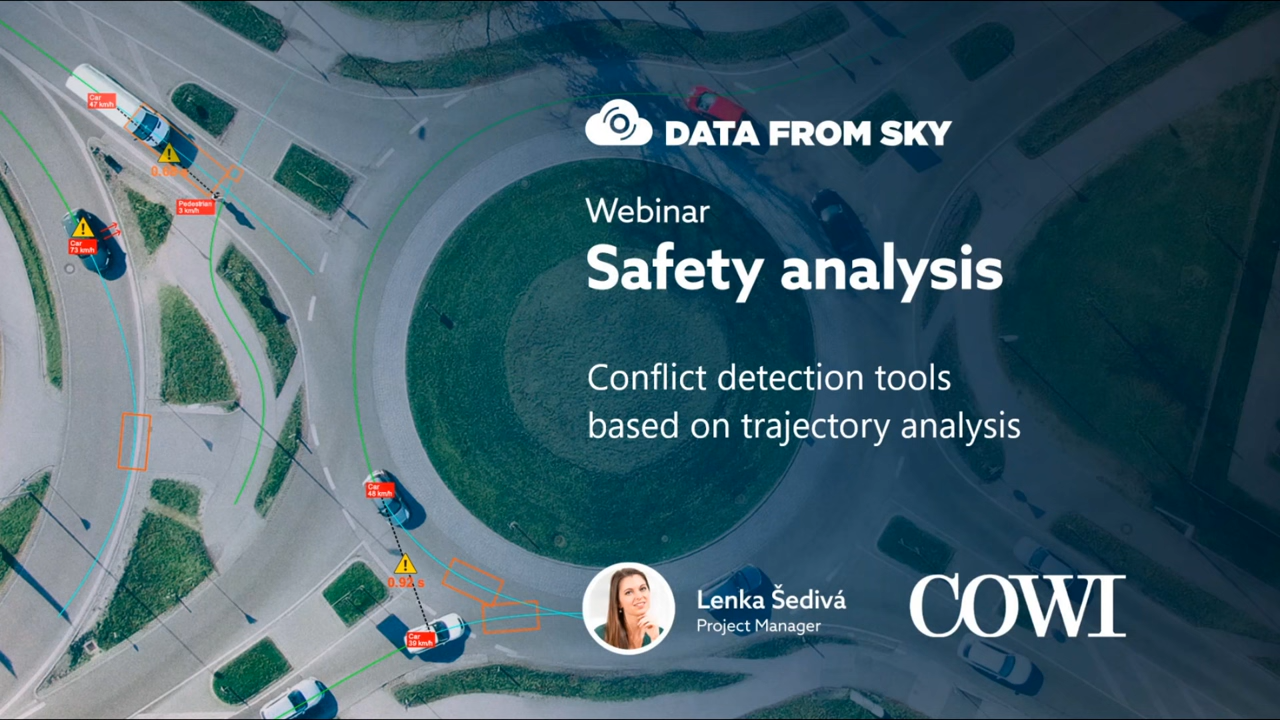 DATA FROM SKY
Webinar
Safety analysis
Conflict detection tools
based on trajectory analysis
Lenka Šedivá
Project Manager
COWI
Car
47 km/h
Pedestrian
3 km/h
Car
73 km/h
Car
48 km/h
0.92 s
Car
39 km/h